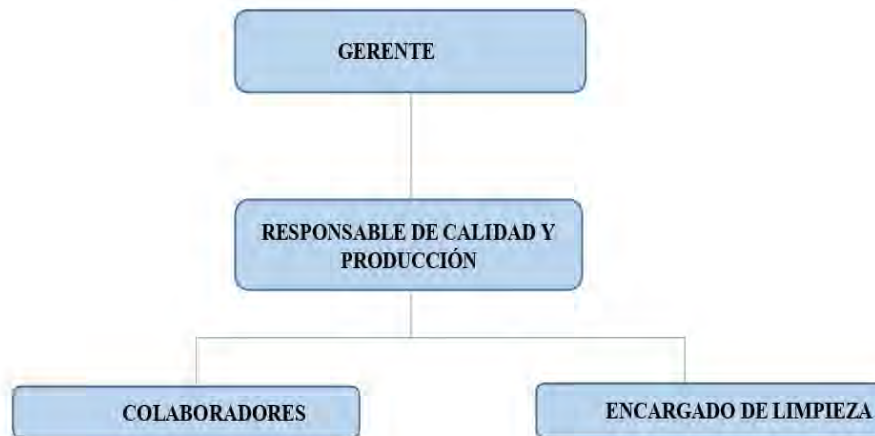 GERENTE
RESPONSABLE DE CALIDAD Y
PRODUCCIÓN
COLABORADORES
ENCARGADO DE LIMPIEZA